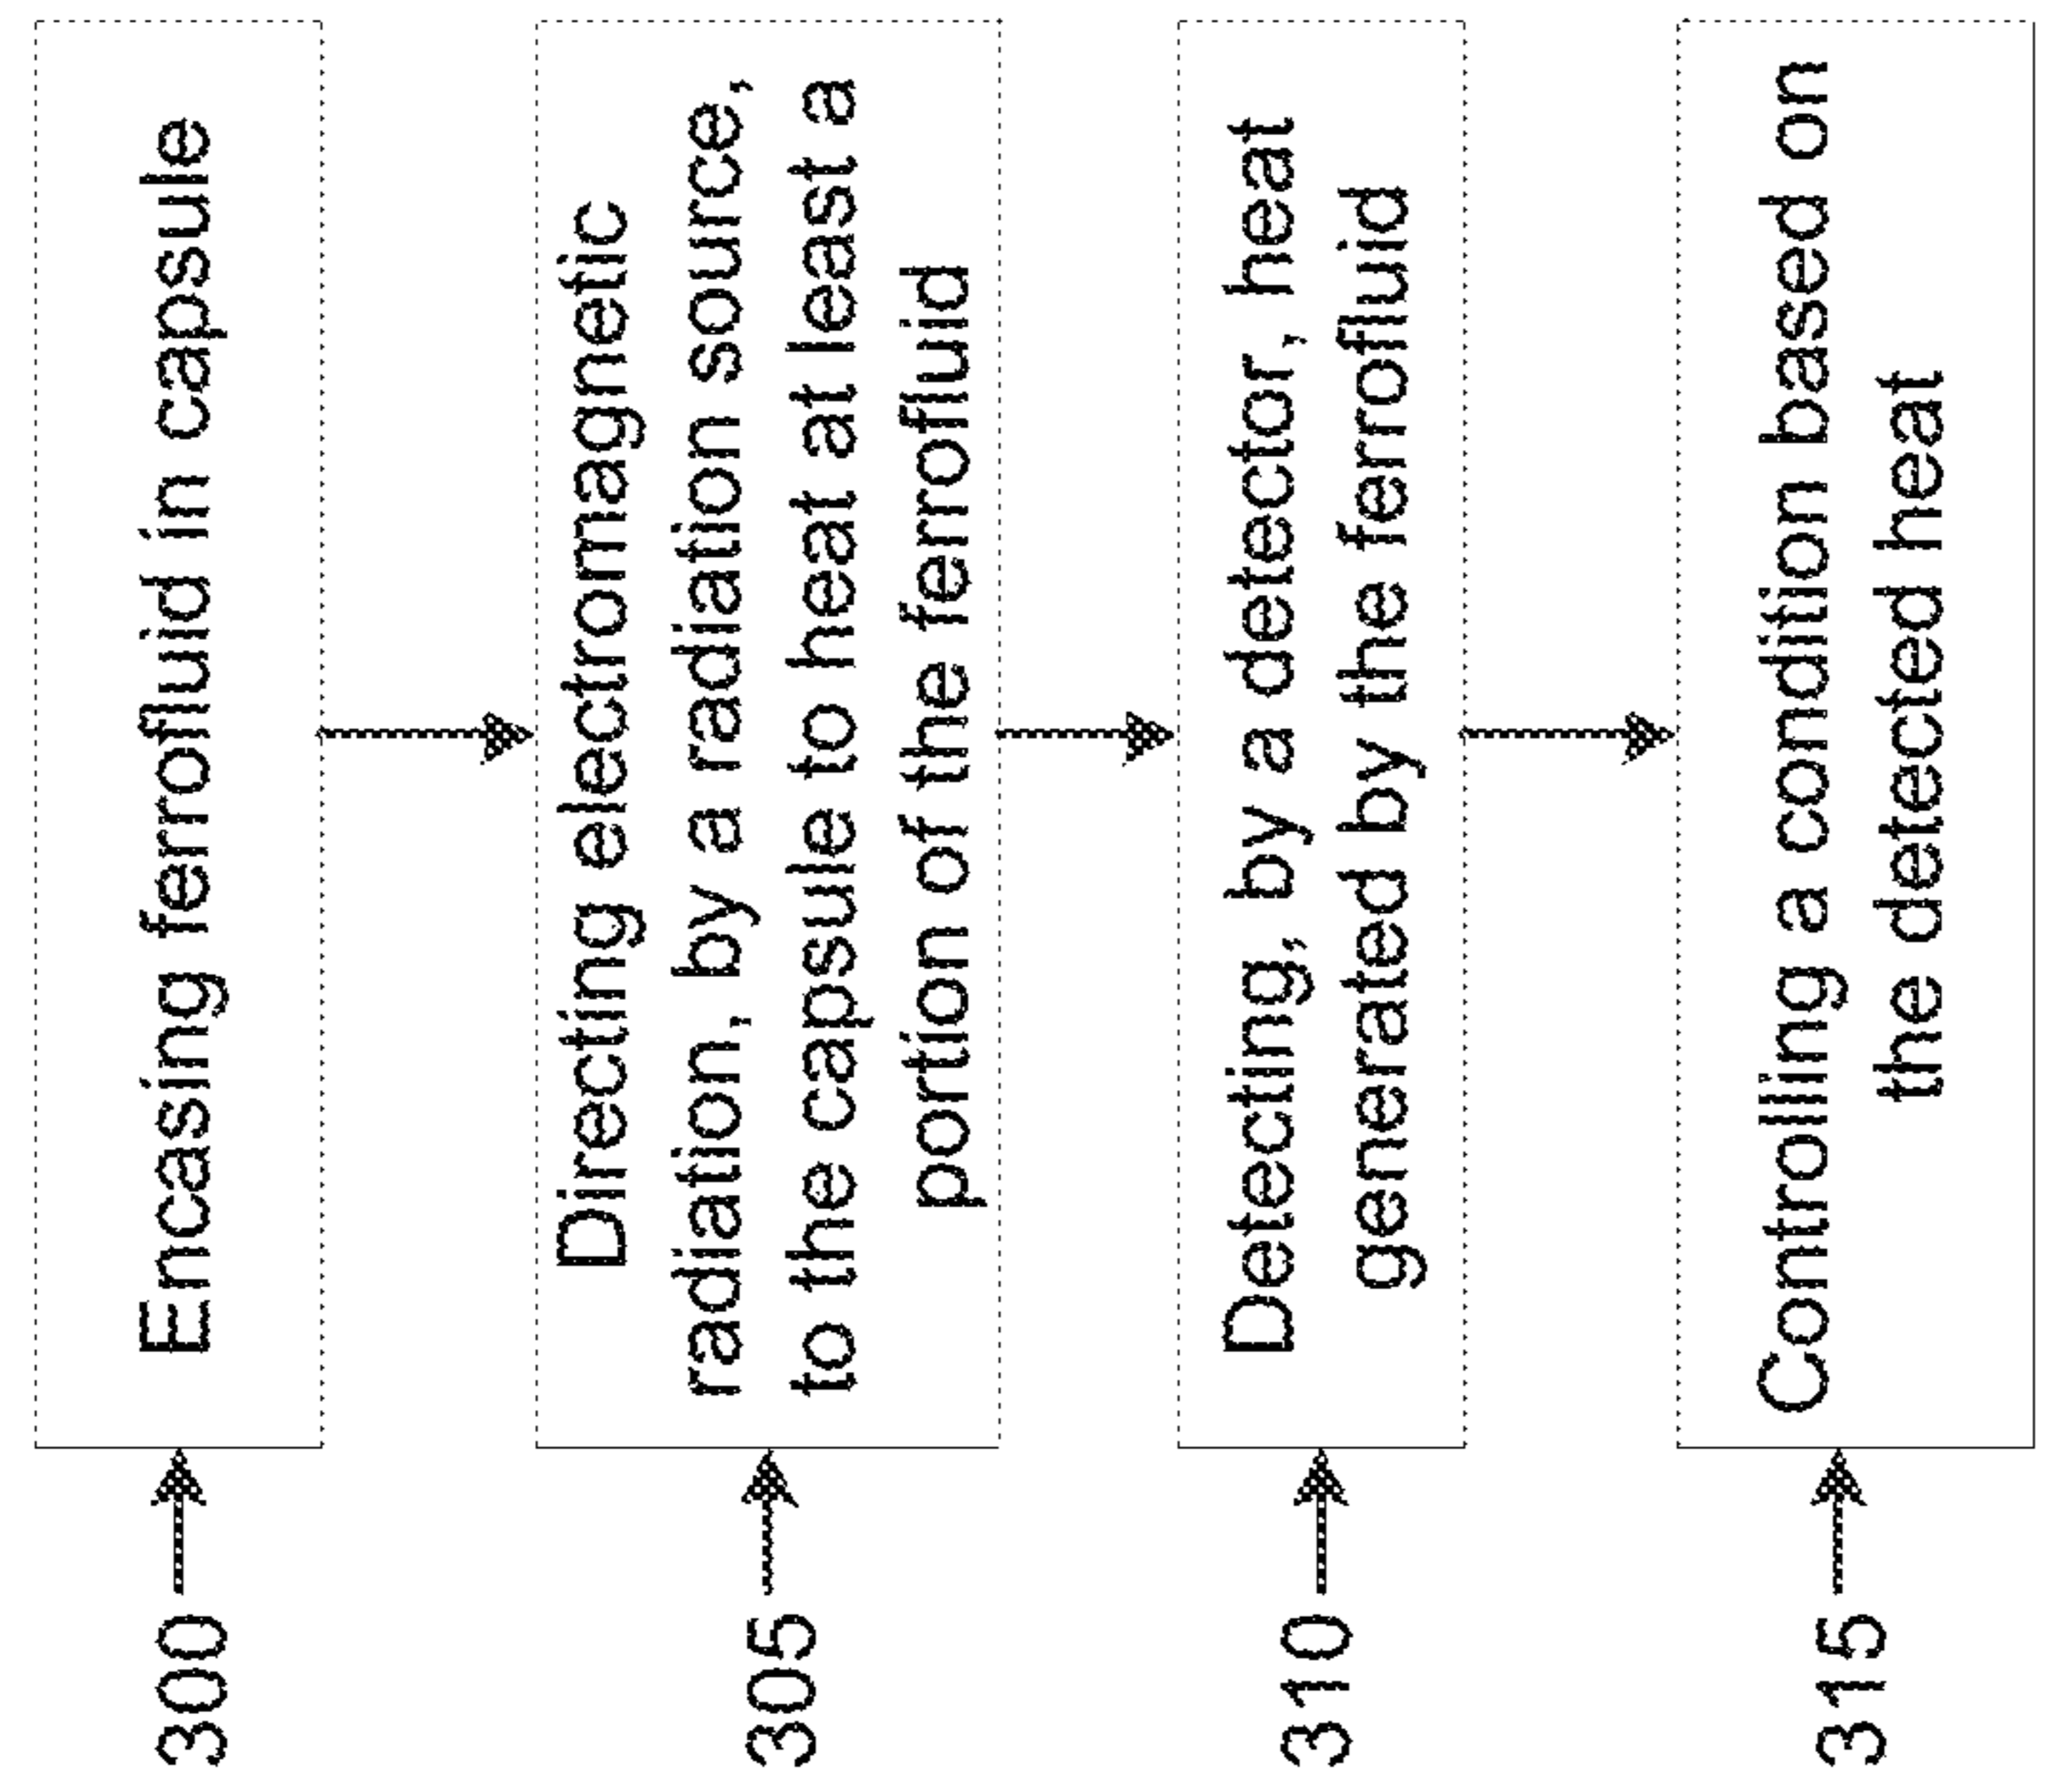 300
Encasing ferrofluid in capsule
305
Directing electromagnetic
radiation, by a radiation source,
to the capsule to heat at least a
portion of the ferrofluid
310
Detecting, by a detector, heat
generated by the ferrofluid
315
Controlling a condition based on
the detected heat